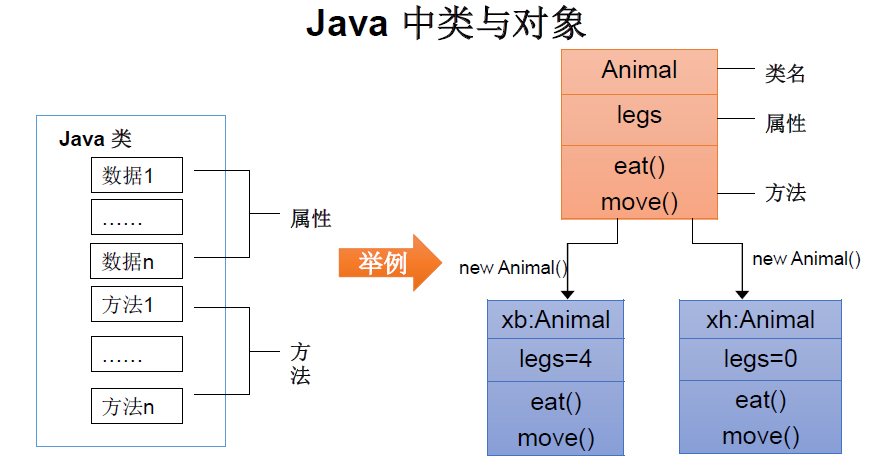 Java 中类与对象
Java 类
数据1
……
数据n
方法1
……
方法n
属性
方
法
举例
Animal
legs
eat()
move()
类名
属性
方法
new Animal()
new Animal()
xb:Animal
legs=4
eat()
move()
xh:Animal
legs=0
eat()
move()